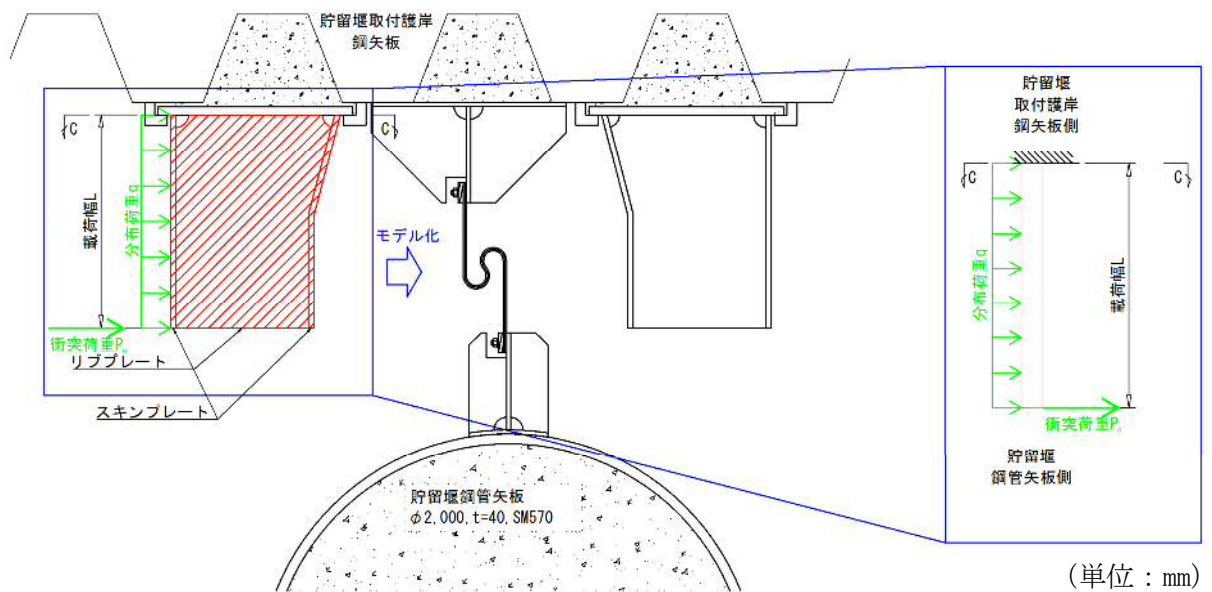 貯留堰取付護岸
鋼矢板
C
C
載荷幅L
分布荷重q
衝突荷重P。
リブプレート
スキンプレート
モデル化
貯留堰鋼管矢板
φ2,000,t=40,SM570
貯留堰
取付護岸
鋼矢板側
C
C
分布荷重q
載荷幅L
衝突荷重P。
貯留堰
鋼管矢板側
(単位：mm)